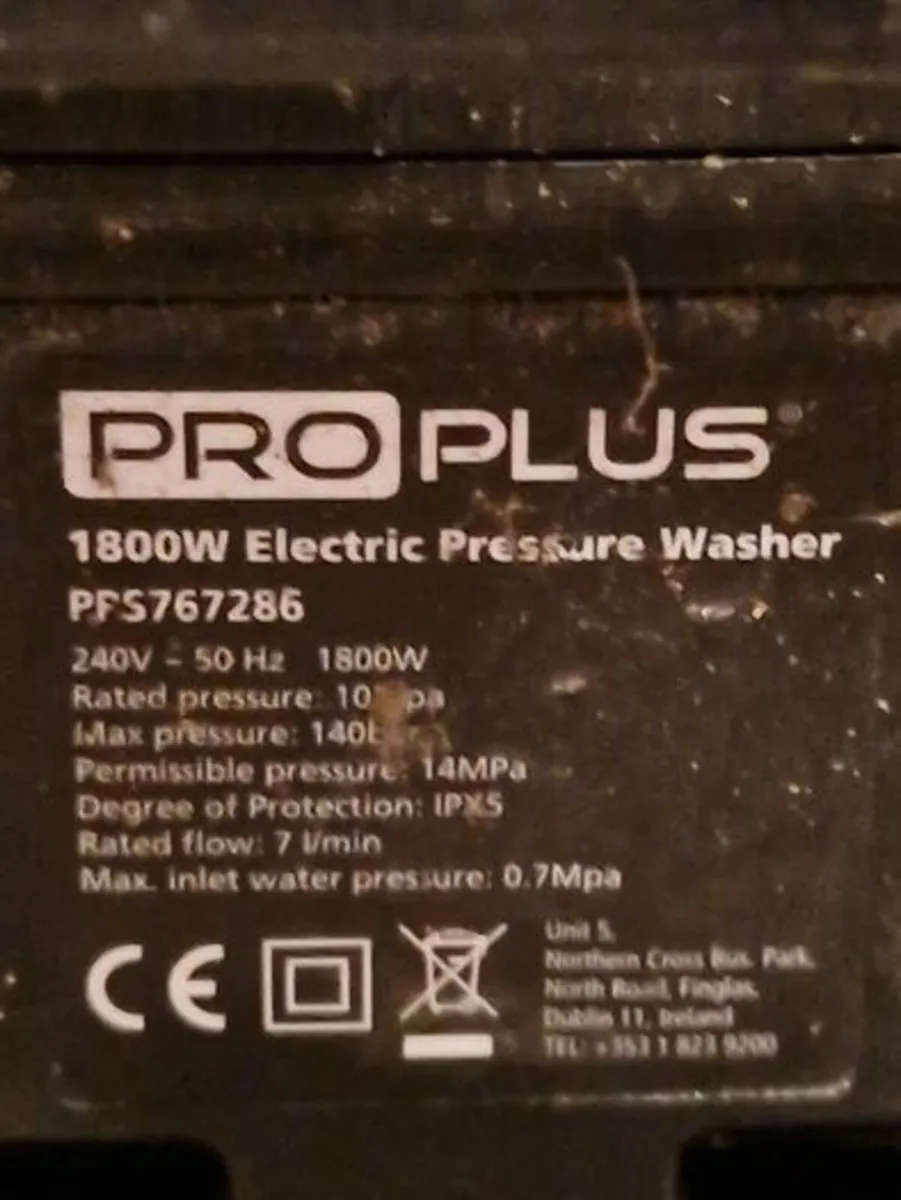 PRO PLUS
1800W Electric Pressure Washer
PPS767286
240V ~ 50 Hz 1800W
Rated pressure:
Max pressure:
Permissible pressure: 14MPa
Degree of Protection: IPX5
Rated flow: 7 l/min
Max. inlet water pressure: 0.7Mpa
CE
Unit 5,
Northern Cross Bus. Park,
North Road, Finglas,
Dublin 11, Ireland
TEL: +353 1 823 9200